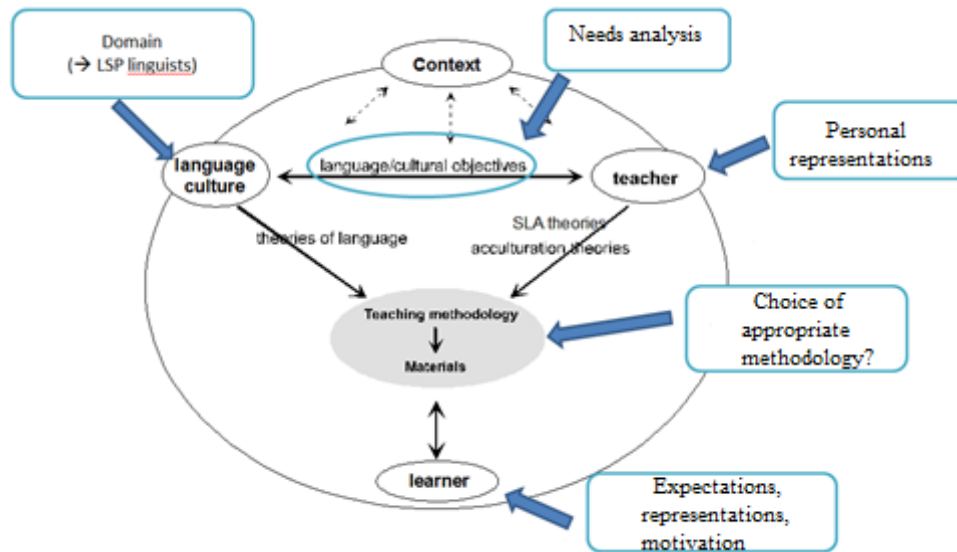 Domain
(→ LSP linguists)
Needs analysis
Context
Personal
representations
language
culture
language/cultural objectives
teacher
theories of language
SLA theories
acculturation theories
Teaching methodology
Materials
Choice of
appropriate
methodology?
learner
Expectations,
representations,
motivation